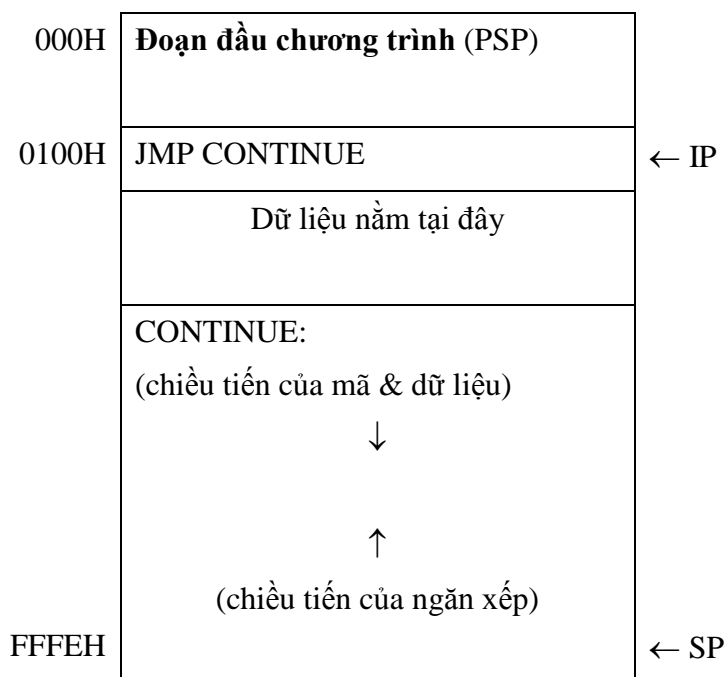 000H Đoạn đầu chương trình (PSP)
0100H JMP CONTINUE ← IP
Dữ liệu nằm tại đây
CONTINUE:
(chiều tiến của mã & dữ liệu)
↓
↑
(chiều tiến của ngăn xếp)
FFFEH ← SP